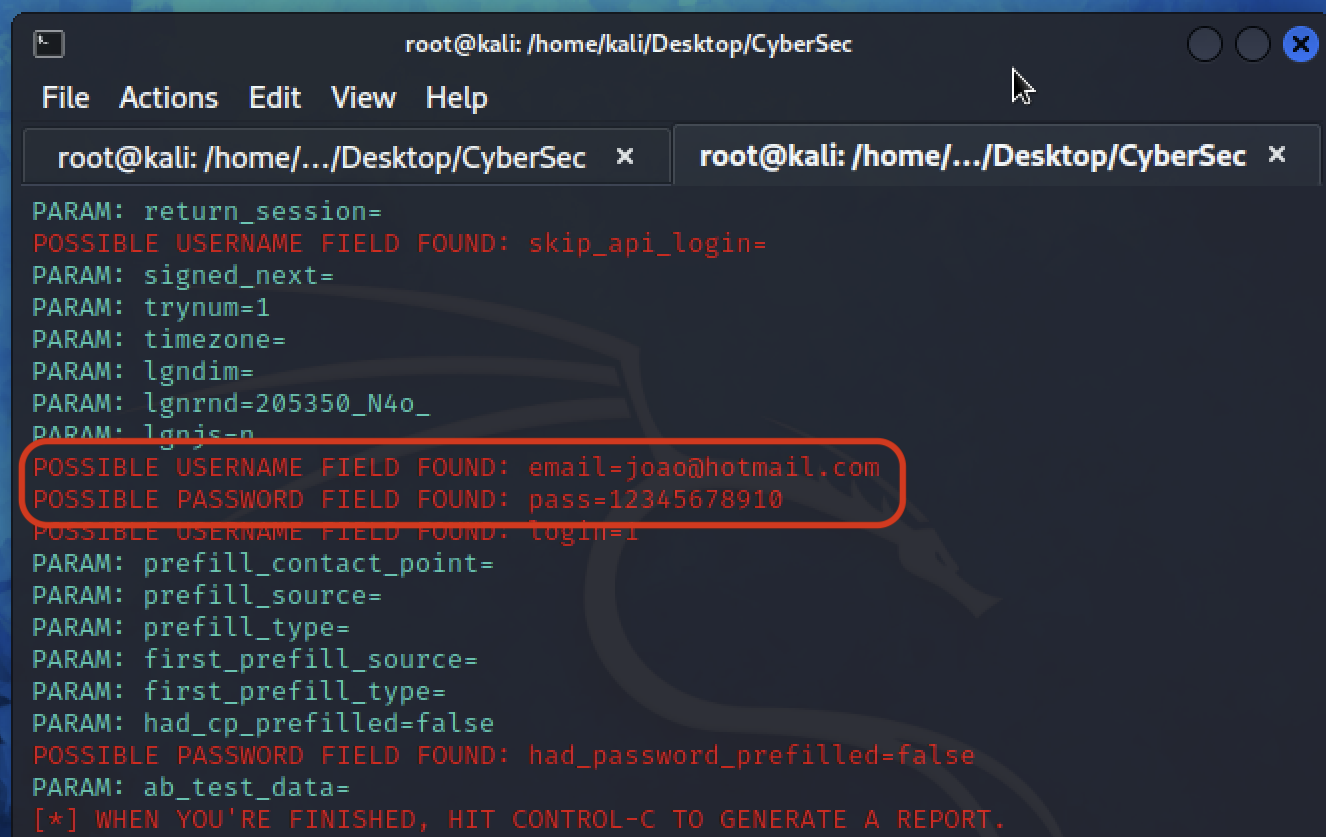 root@kali: /home/kali/Desktop/CyberSec
File Actions Edit View Help
root@kali: /home/.../Desktop/CyberSec × root@kali: /home/.../Desktop/CyberSec ×
PARAM: return_session=
POSSIBLE USERNAME FIELD FOUND: skip_api_login=
PARAM: signed_next=
PARAM: trynum=1
PARAM: timezone=
PARAM: lgndim=
PARAM: lgnrnd=205350_N4o_
PARAM: lgnjs=n
POSSIBLE USERNAME FIELD FOUND: email=joao@hotmail.com
POSSIBLE PASSWORD FIELD FOUND: pass=12345678910
POSSIBLE USERNAME FIELD FOUND: login=1
PARAM: prefill_contact_point=
PARAM: prefill_source=
PARAM: prefill_type=
PARAM: first_prefill_source=
PARAM: first_prefill_type=
PARAM: had_cp_prefilled=false
POSSIBLE PASSWORD FIELD FOUND: had_password_prefilled=false
PARAM: ab_test_data=
[*] WHEN YOU'RE FINISHED, HIT CONTROL-C TO GENERATE A REPORT.